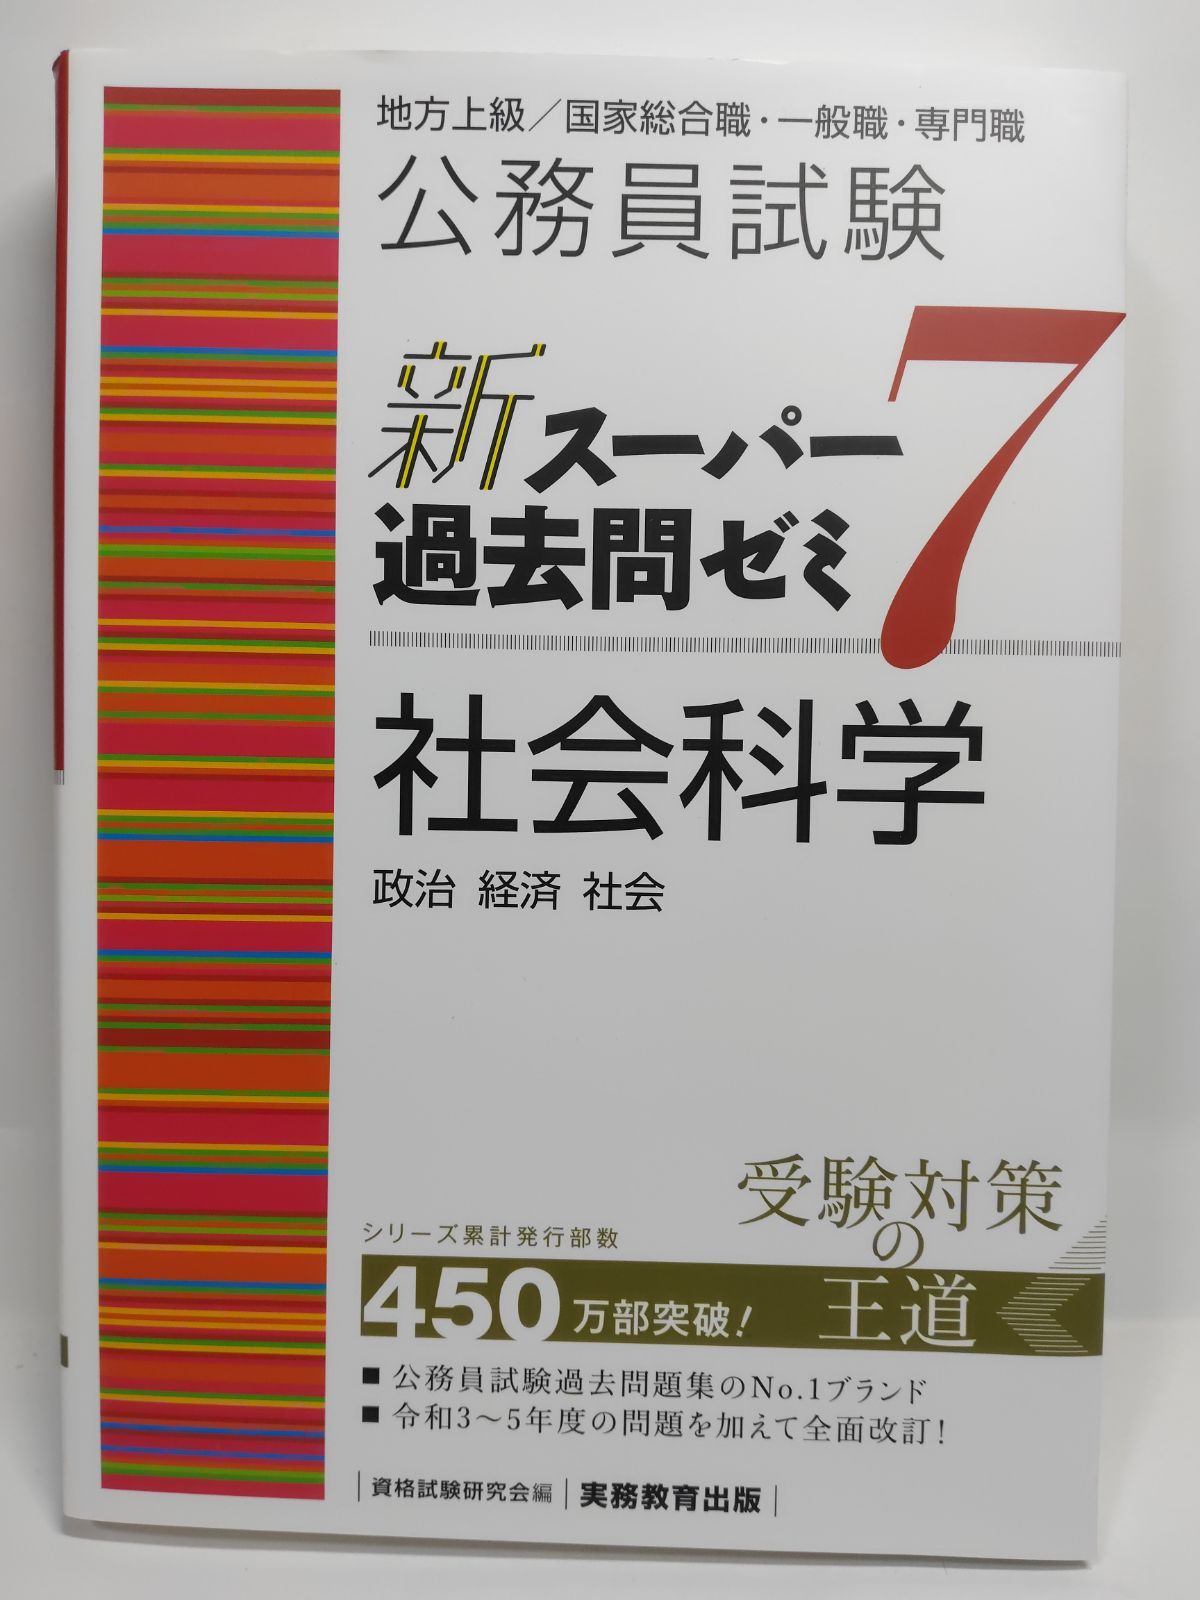 地方上級／国家総合職・一般職・専門職
公務員試験
新スーパー
過去問ゼミ7
社会科学
政治 経済 社会
受験対策
の
王道
シリーズ累計発行部数
450万部突破！
■ 公務員試験過去問題集のNo.1ブランド
■ 令和3～5年度の問題を加えて全面改訂！
資格試験研究会編｜実務教育出版